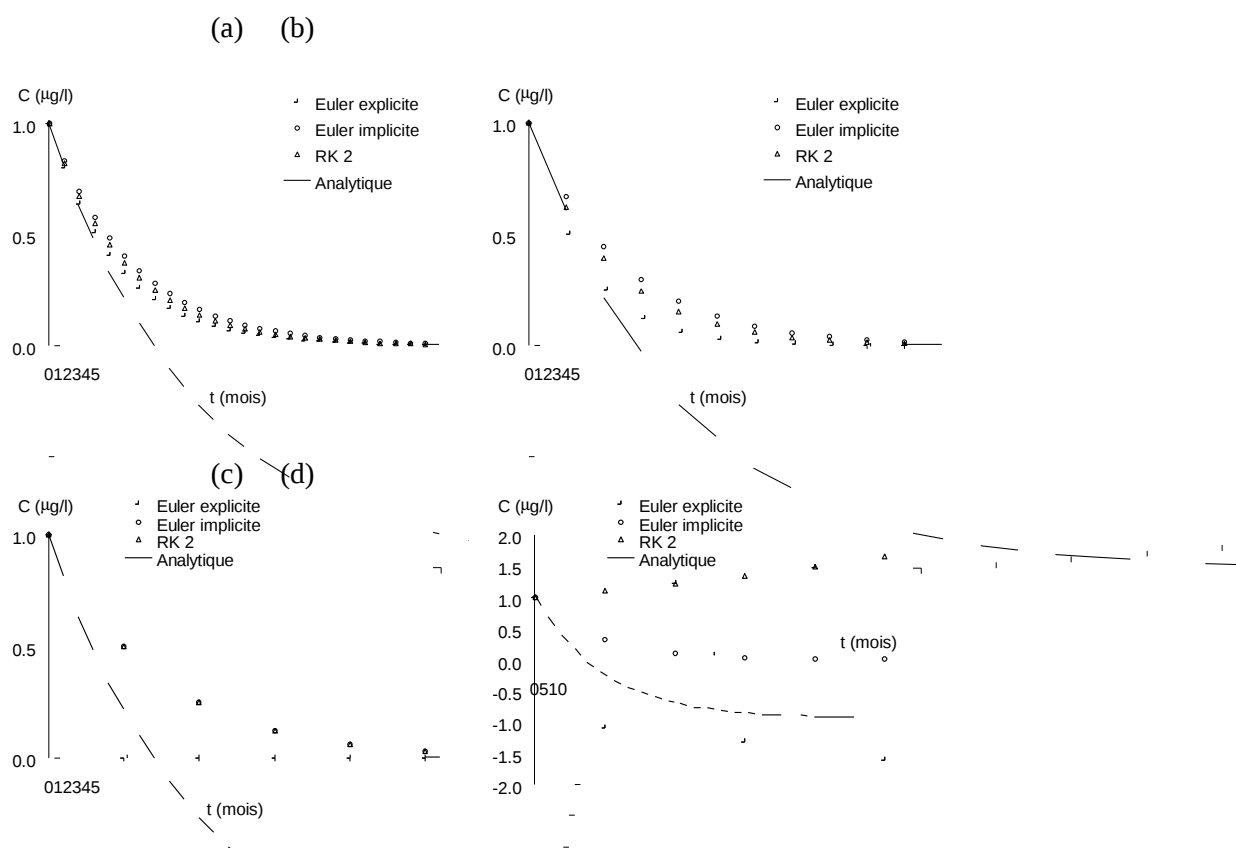 (a) (b)
C (µg/l)
Euler explicite
Euler implicite
RK 2
Analytique
1.0
0.5
0.0
012345
t (mois)
C (µg/l)
Euler explicite
Euler implicite
RK 2
Analytique
1.0
0.5
0.0
012345
t (mois)
(c) (d)
C (µg/l)
Euler explicite
Euler implicite
RK 2
Analytique
1.0
0.5
0.0
012345
t (mois)
C (µg/l)
Euler explicite
Euler implicite
RK 2
Analytique
2.0
1.5
1.0
0.5
0.0
-0.5
-1.0
-1.5
-2.0
0510
t (mois)